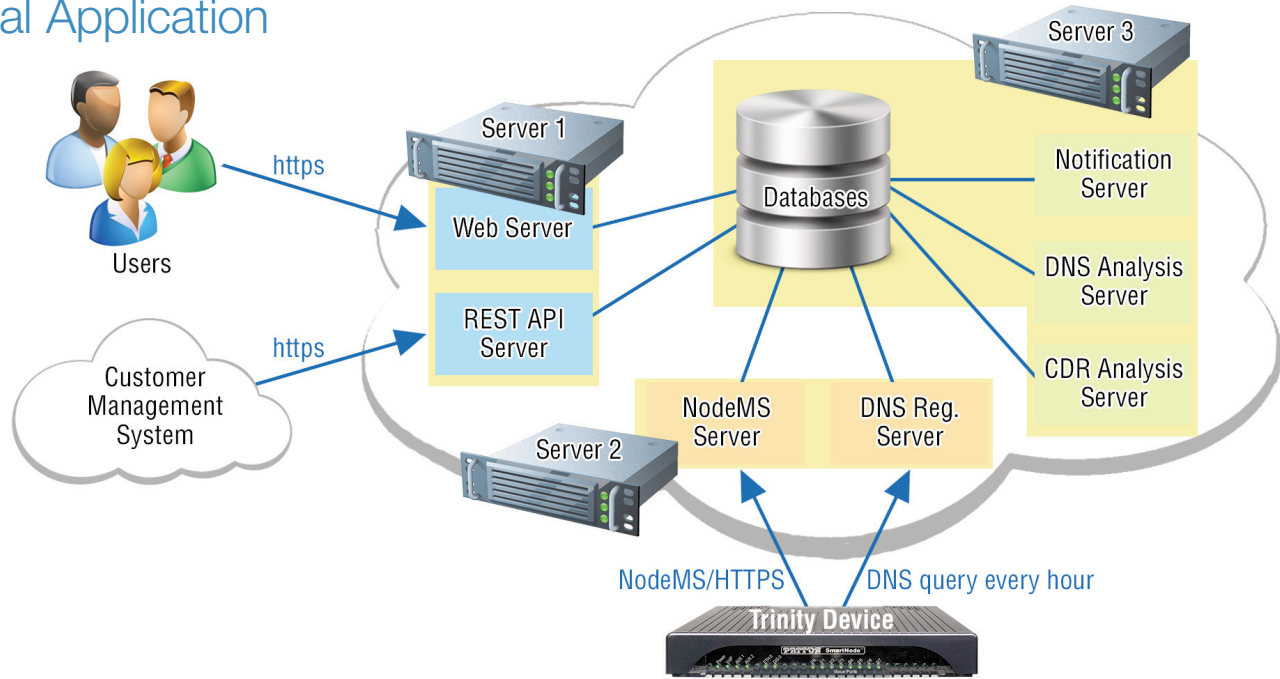 al Application
Server 3
Server 1
https
Notification
Server
Databases
Web Server
Users
DNS Analysis
Server
REST API
Server
https
Customer
Management
System
CDR Analysis
Server
NodeMS
Server
DNS Reg.
Server
Server 2
NodeMS/HTTPS
DNS query every hour
Trinity Device
PATTON SmartNode
Voice Ports